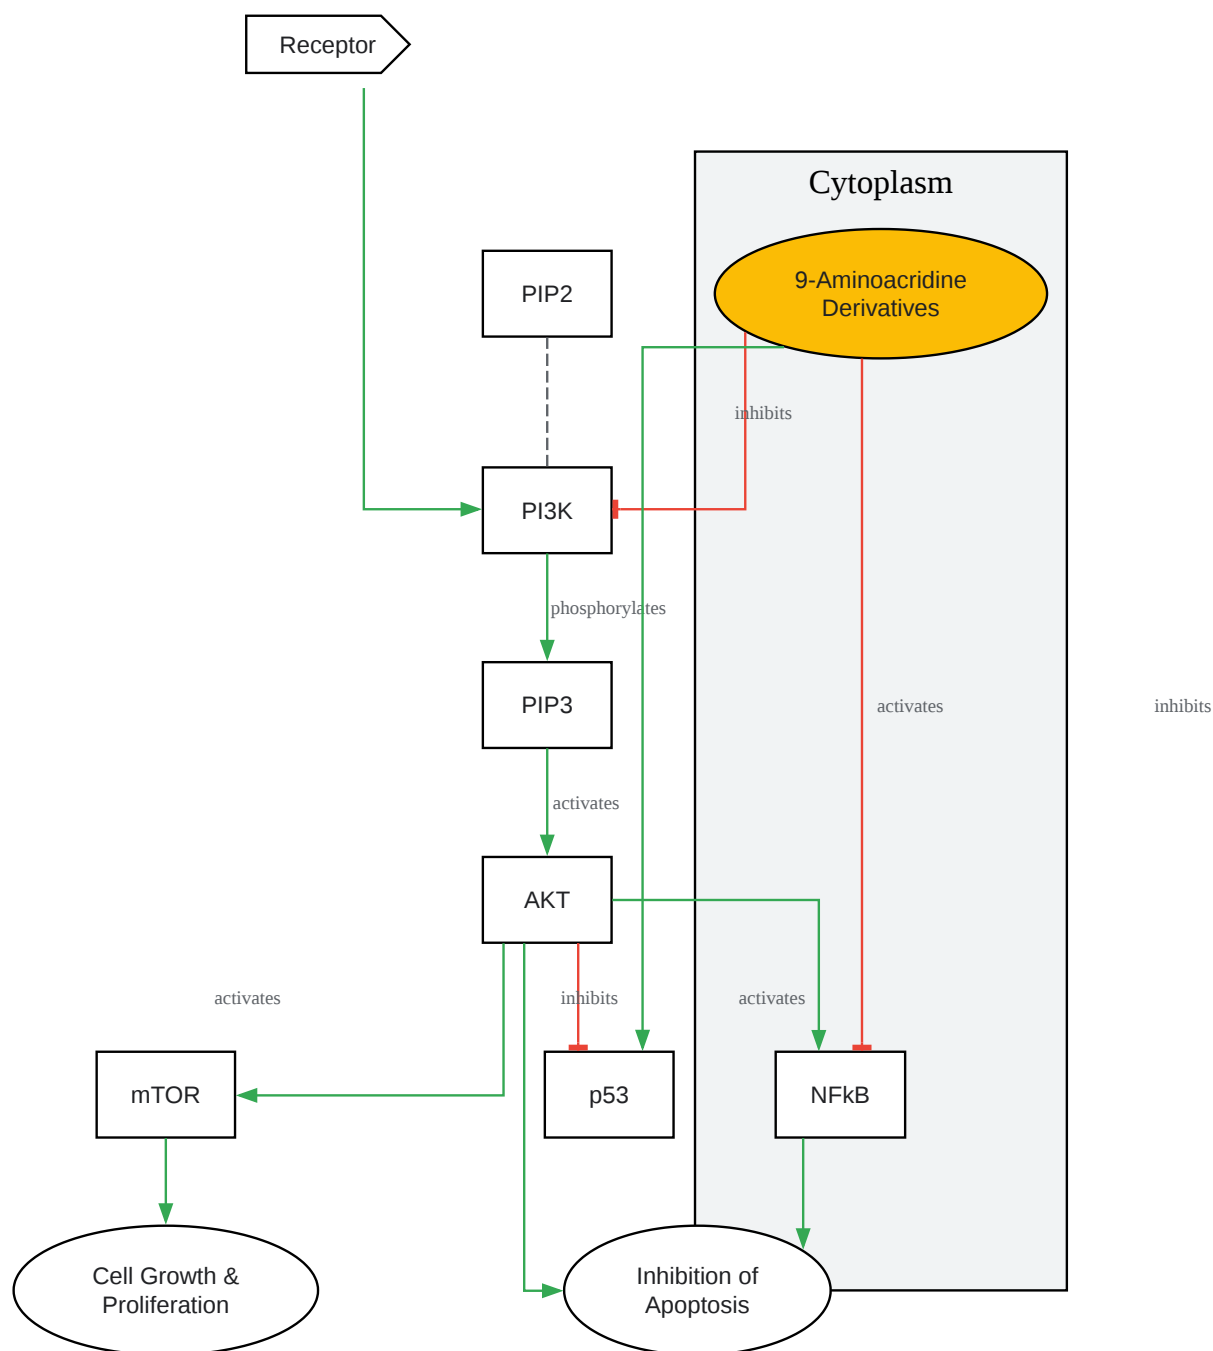 Receptor
Cytoplasm
PIP2
9-Aminoacridine
Derivatives
inhibits
PI3K
phosphorylates
PIP3
activates
inhibits
activates
AKT
activates
inhibits
activates
mTOR
p53
NFkB
Cell Growth &
Proliferation
Inhibition of
Apoptosis